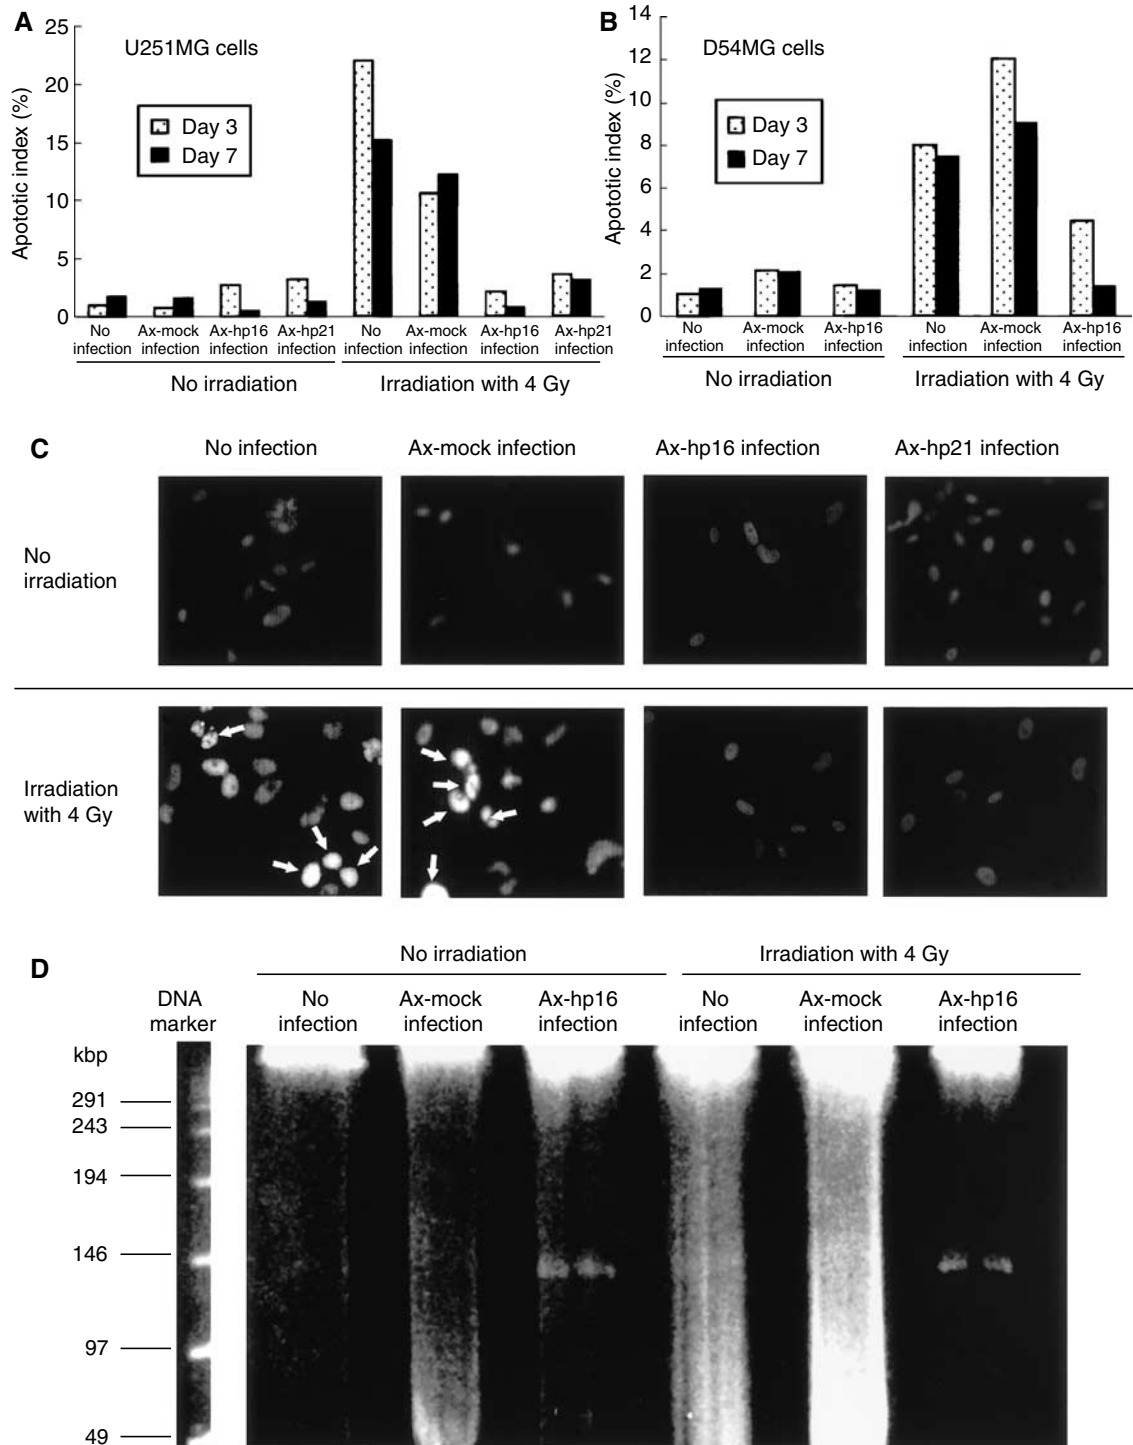 A
U251MG cells
Apototic index (%)
25
20
15
10
5
0
Day 3
Day 7
No infection
Ax-mock infection
Ax-hp16 infection
Ax-hp21 infection
No infection
Ax-mock infection
Ax-hp16 infection
Ax-hp21 infection
No irradiation
Irradiation with 4 Gy
B
D54MG cells
Apototic index (%)
14
12
10
8
6
4
2
0
Day 3
Day 7
No infection
Ax-mock infection
Ax-hp16 infection
No infection
Ax-mock infection
Ax-hp16 infection
No irradiation
Irradiation with 4 Gy
C
No infection
Ax-mock infection
Ax-hp16 infection
Ax-hp21 infection
No
irradiation
Irradiation
with 4 Gy
D
No irradiation
Irradiation with 4 Gy
DNA
marker
No
infection
Ax-mock
infection
Ax-hp16
infection
No
infection
Ax-mock
infection
Ax-hp16
infection
kbp
291
243
194
146
97
49